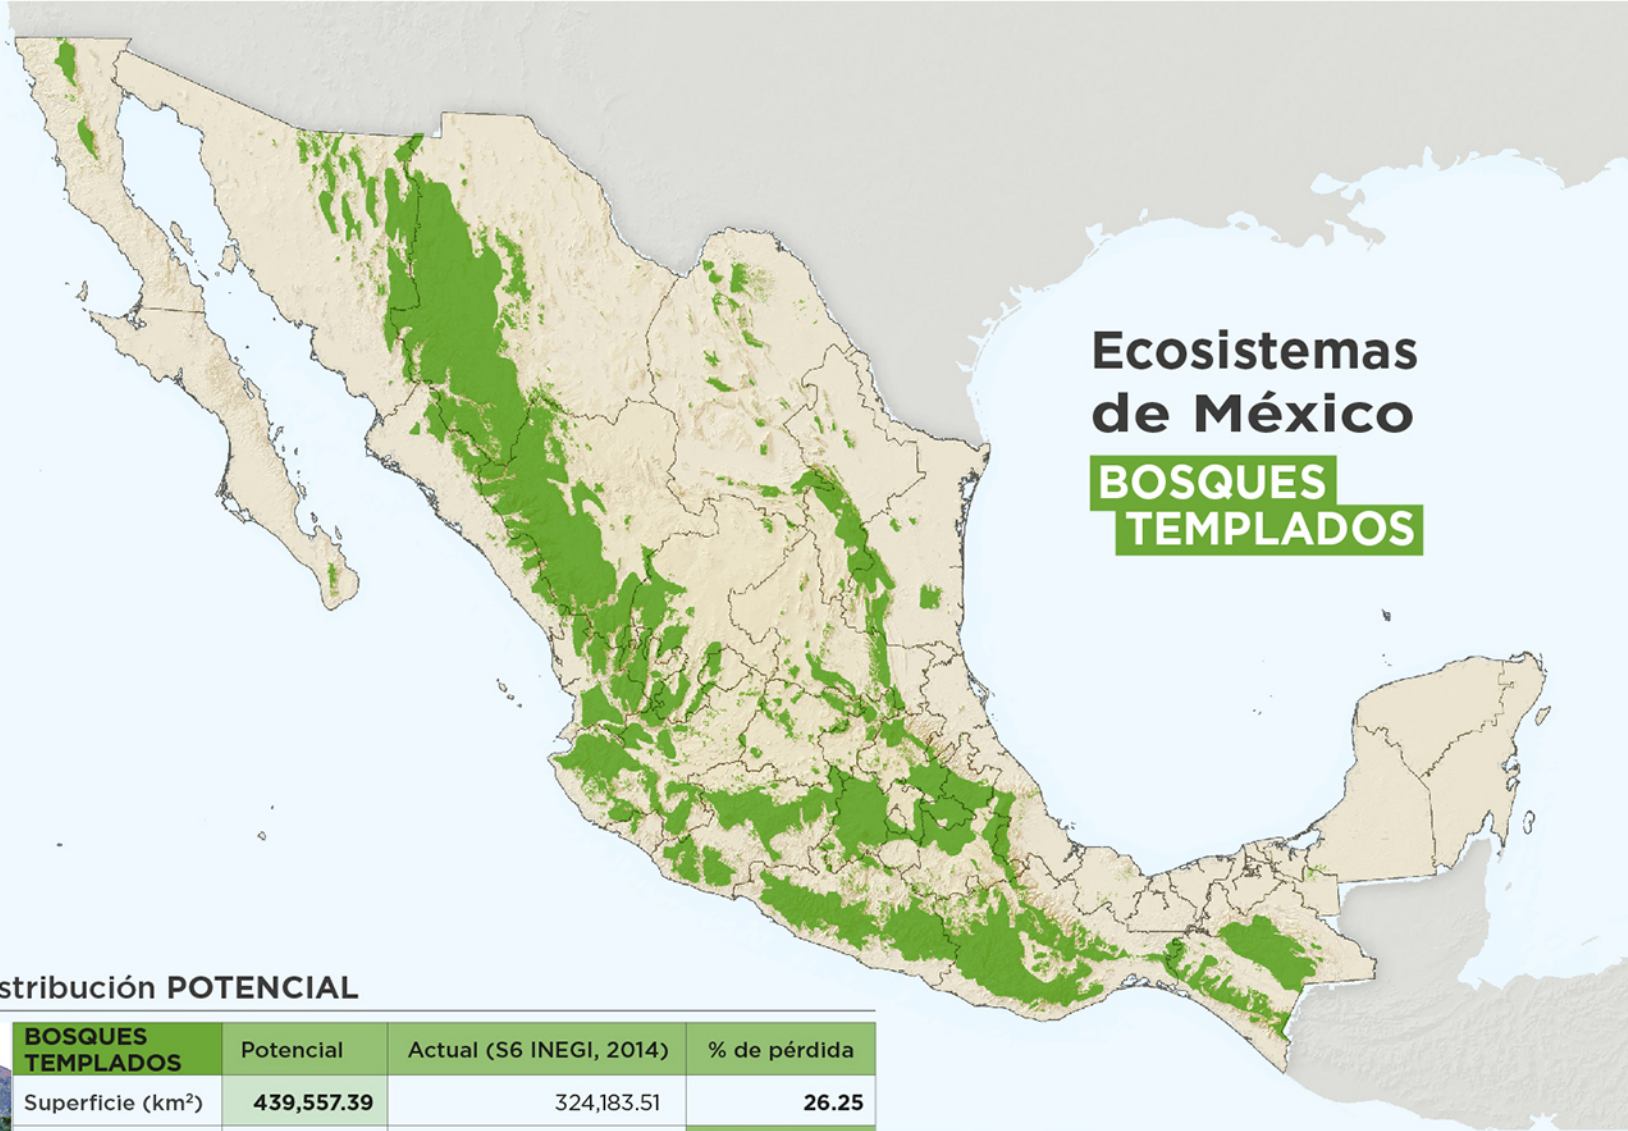 Ecosistemas
de México
BOSQUES
TEMPLADOS
stribución POTENCIAL
BOSQUES
TEMPLADOS
Potencial
Actual (S6 INEGI, 2014)
% de pérdida
Superficie (km²)
439,557.39
324,183.51
26.25